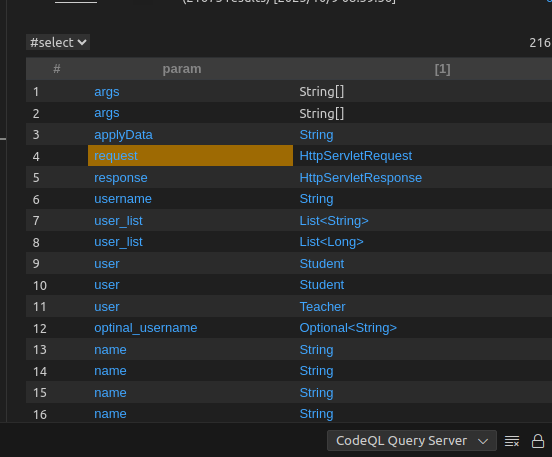 #select 216
# param [1]
1 args String[]
2 args String[]
3 applyData String
4 request HttpServletRequest
5 response HttpServletResponse
6 username String
7 user_list List<String>
8 user_list List<Long>
9 user Student
10 user Student
11 user Teacher
12 optinal_username Optional<String>
13 name String
14 name String
15 name String
16 name String
CodeQL Query Server